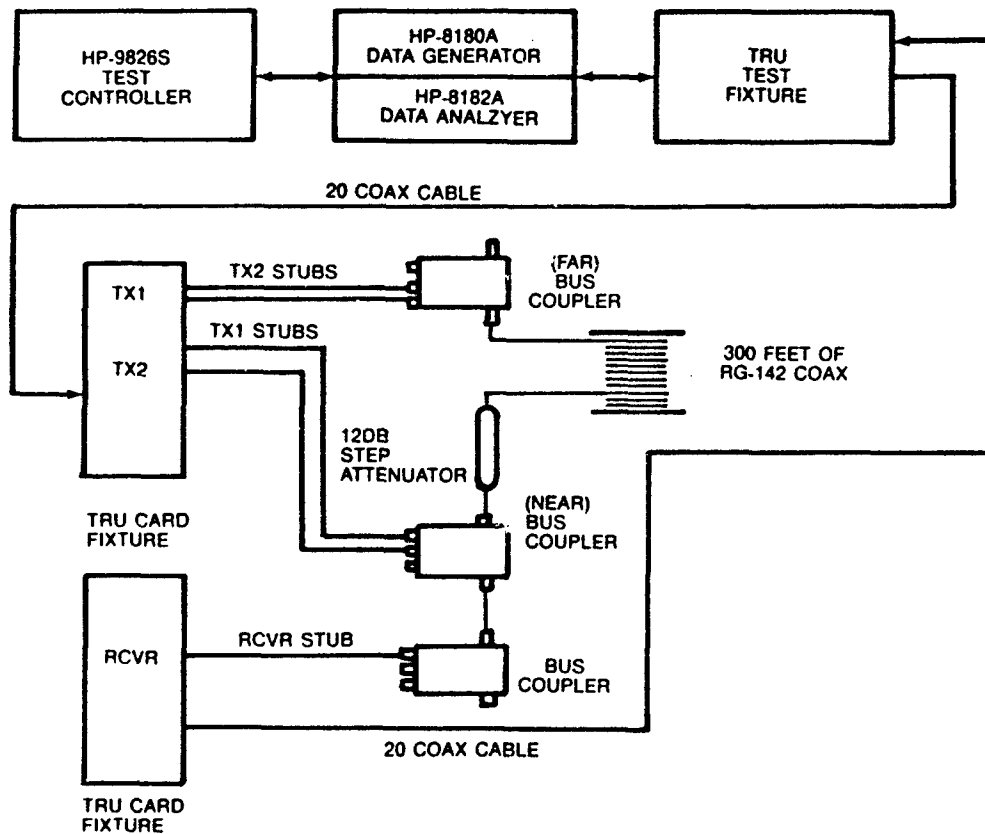 HP-9826S
TEST
CONTROLLER
HP-8180A
DATA GENERATOR
HP-8182A
DATA ANALZYER
TRU
TEST
FIXTURE
20 COAX CABLE
TX1
TX2
TX2 STUBS
TX1 STUBS
(FAR)
BUS
COUPLER
300 FEET OF
RG-142 COAX
12DB
STEP
ATTENUATOR
(NEAR)
BUS
COUPLER
TRU CARD
FIXTURE
RCVR
RCVR STUB
BUS
COUPLER
20 COAX CABLE
TRU CARD
FIXTURE